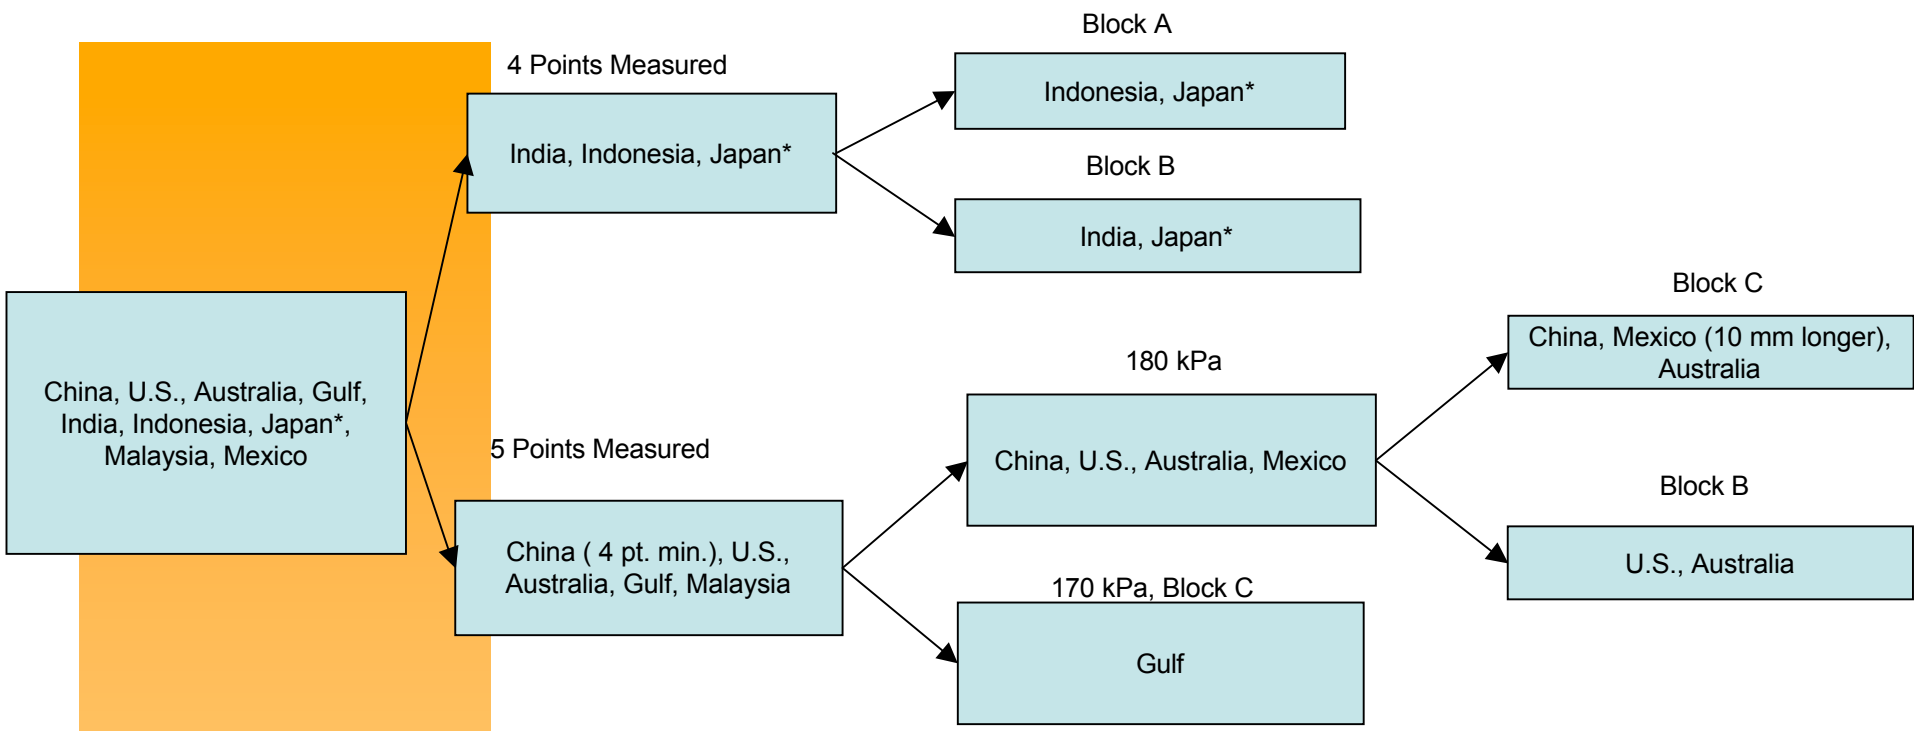 Block A
4 Points Measured
Indonesia, Japan*
India, Indonesia, Japan*
Block B
India, Japan*
Block C
China, Mexico (10 mm longer),
Australia
180 kPa
China, U.S., Australia, Gulf,
India, Indonesia, Japan*,
Malaysia, Mexico
5 Points Measured
China, U.S., Australia, Mexico
Block B
U.S., Australia
China ( 4 pt. min.), U.S.,
Australia, Gulf, Malaysia
170 kPa, Block C
Gulf